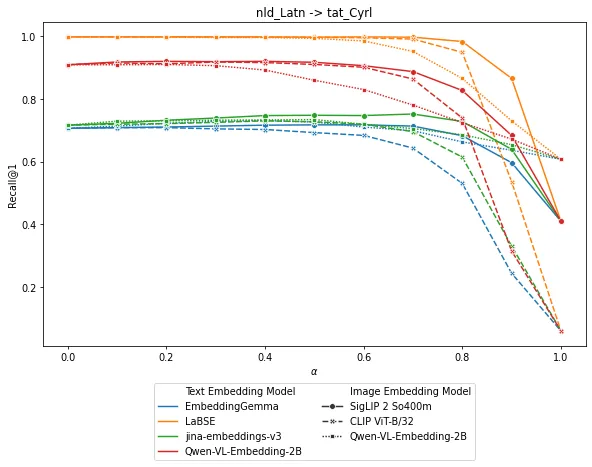 nld_Latn -> tat_Cyrl
1.0
0.8
0.6
0.4
0.2
Recall@1
0.0 0.2 0.4 0.6 0.8 1.0
α
Text Embedding Model
EmbeddingGemma
LaBSE
jina-embeddings-v3
Qwen-VL-Embedding-2B
Image Embedding Model
SigLIP 2 So400m
CLIP ViT-B/32
Qwen-VL-Embedding-2B